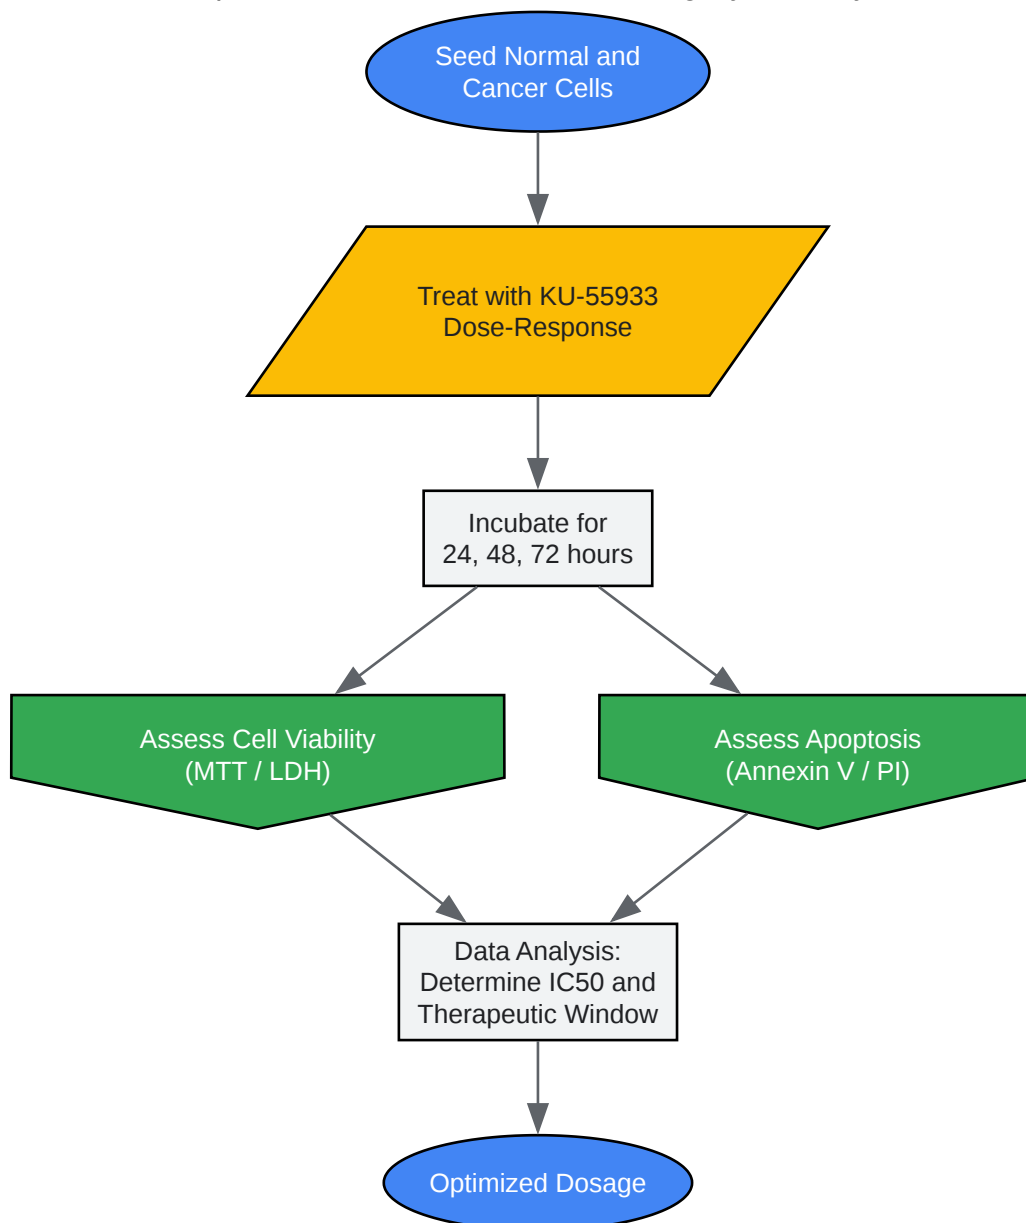 Seed Normal and
Cancer Cells
Treat with KU-55933
Dose-Response
Incubate for
24, 48, 72 hours
Assess Cell Viability
(MTT / LDH)
Assess Apoptosis
(Annexin V / PI)
Data Analysis:
Determine IC50 and
Therapeutic Window
Optimized Dosage